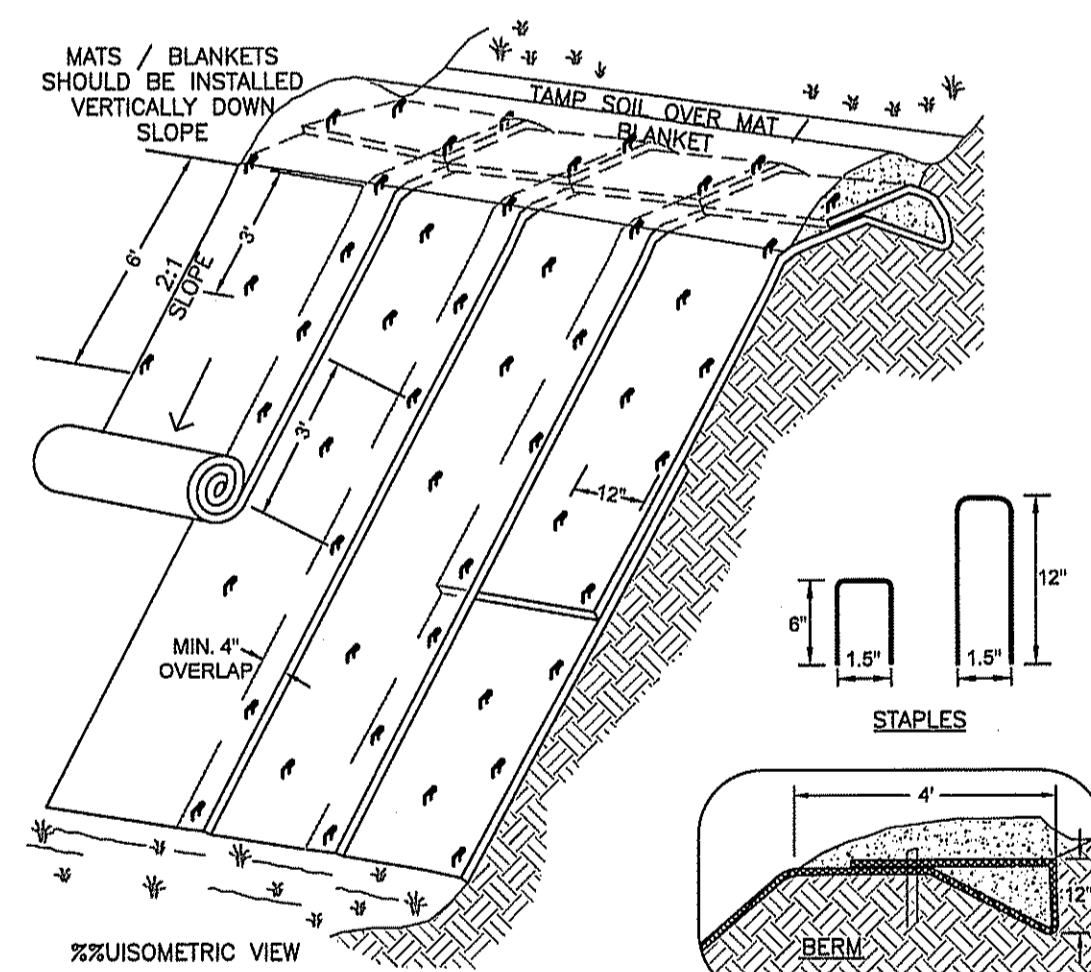 MATS / BLANKETS
SHOULD BE INSTALLED
VERTICALLY DOWN
SLOPE
TAMP SOIL OVER MAT /
BLANKET
6'
3'
2:1
SLOPE
3'
12"
MIN. 4"
OVERLAP
6"
1.5"
12"
1.5"
STAPLES
4'
12"
BERM
%%UISOMETRIC VIEW